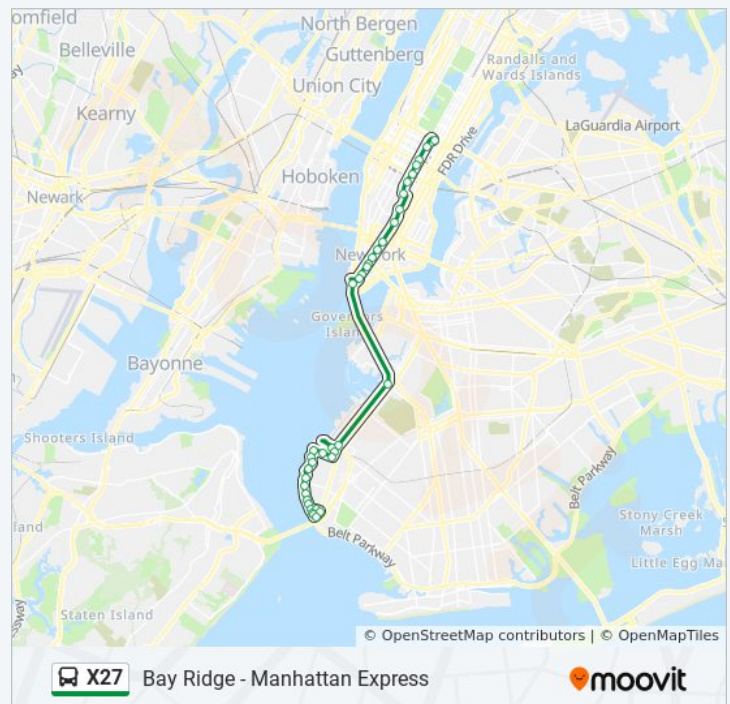 omfield
North Bergen
Belleville
Guttenberg
Randalls and
Wards Islands
Union City
Kearny
LaGuardia Airport
FDR Drive
Hoboken
Newark
New York
Governors
Island
Bayonne
Shooters Island
Belt Parkway
Stony Creek
Marsh
land
Belt Parkway
Little Egg Ma
Staten Island
ssway
© OpenStreetMap contributors | © OpenMapTiles
X27 Bay Ridge - Manhattan Express
moovit